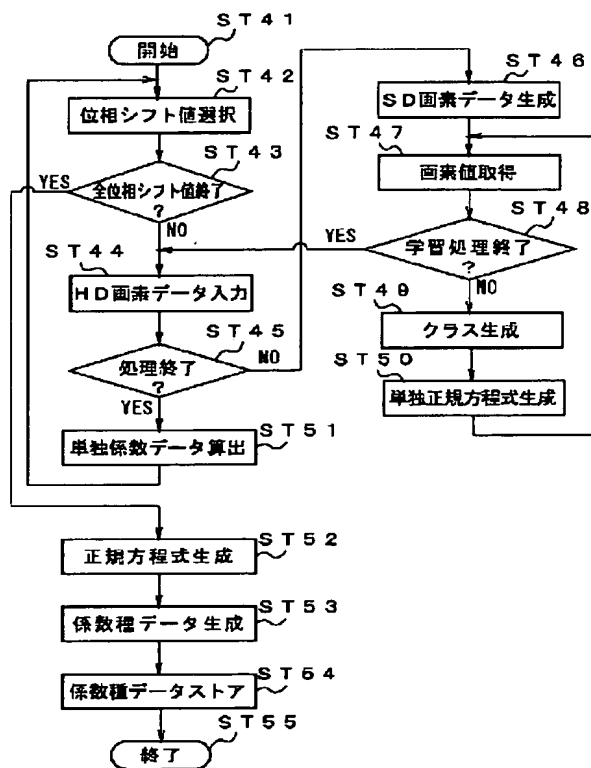 ST41
開始
ST42
位相シフト値選択
ST43
全位相シフト値終了
?
YES
NO
ST44
HD画素データ入力
ST45
処理終了
?
NO
YES
ST51
単独係数データ算出
ST46
SD画素データ生成
ST47
画素値取得
ST48
学習処理終了
?
YES
NO
ST49
クラス生成
ST50
単独正規方程式生成
ST52
正規方程式生成
ST53
係数種データ生成
ST54
係数種データストア
ST55
終了